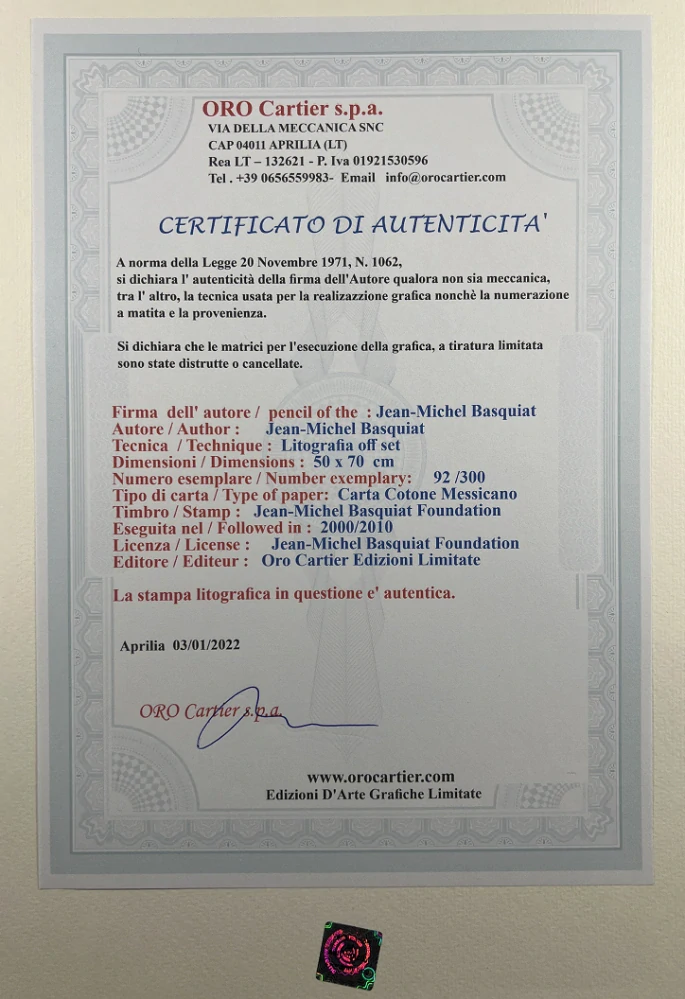 ORO Cartier s.p.a.
VIA DELLA MECCANICA SNC
CAP 04011 APRILIA (LT)
Rea LT – 132621 - P. Iva 01921530596
Tel . +39 0656559983- Email info@orocartier.com
CERTIFICATO DI AUTENTICITA'
A norma della Legge 20 Novembre 1971, N. 1062,
si dichiara l' autenticità della firma dell'Autore qualora non sia meccanica,
tra l' altro, la tecnica usata per la realizazzione grafica nonchè la numerazione
a matita e la provenienza.
Si dichiara che le matrici per l'esecuzione della grafica, a tiratura limitata
sono state distrutte o cancellate.
Firma dell' autore / pencil of the : Jean-Michel Basquiat
Autore / Author : Jean-Michel Basquiat
Tecnica / Technique : Litografia off set
Dimensioni / Dimensions : 50 x 70 cm
Numero esemplare / Number exemplary: 92 /300
Tipo di carta / Type of paper: Carta Cotone Messicano
Timbro / Stamp : Jean-Michel Basquiat Foundation
Eseguita nel / Followed in : 2000/2010
Licenza / License : Jean-Michel Basquiat Foundation
Editore / Editeur : Oro Cartier Edizioni Limitate
La stampa litografica in questione e' autentica.
Aprilia 03/01/2022
ORO Cartier s.p.a.
www.orocartier.com
Edizioni D'Arte Grafiche Limitate